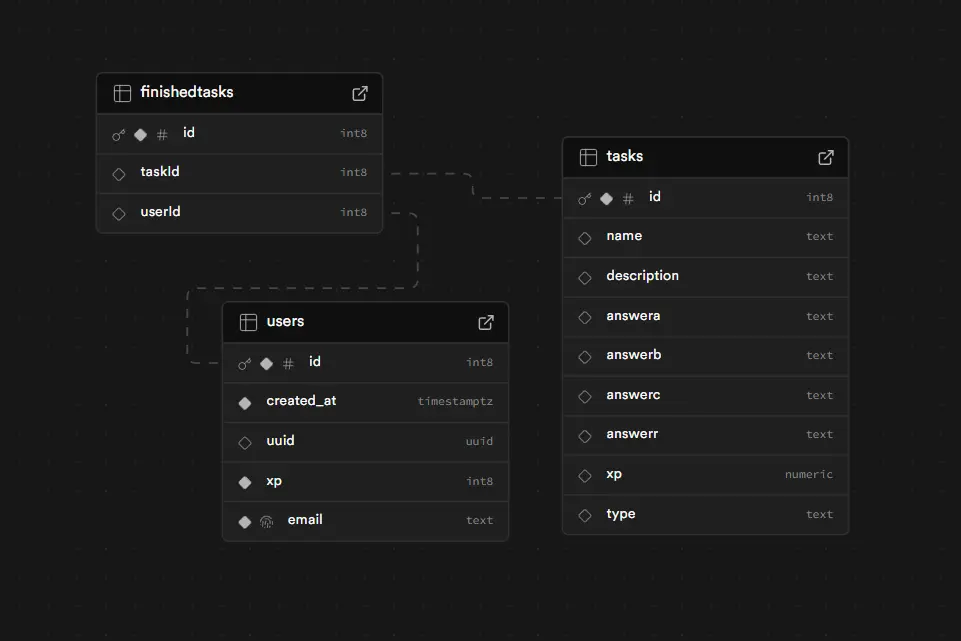 finishedtasks
# id int8
taskId int8
userId int8
tasks
# id int8
name text
description text
answera text
answerb text
answerc text
answerr text
xp numeric
type text
users
# id int8
created_at timestamptz
uuid uuid
xp int8
email text